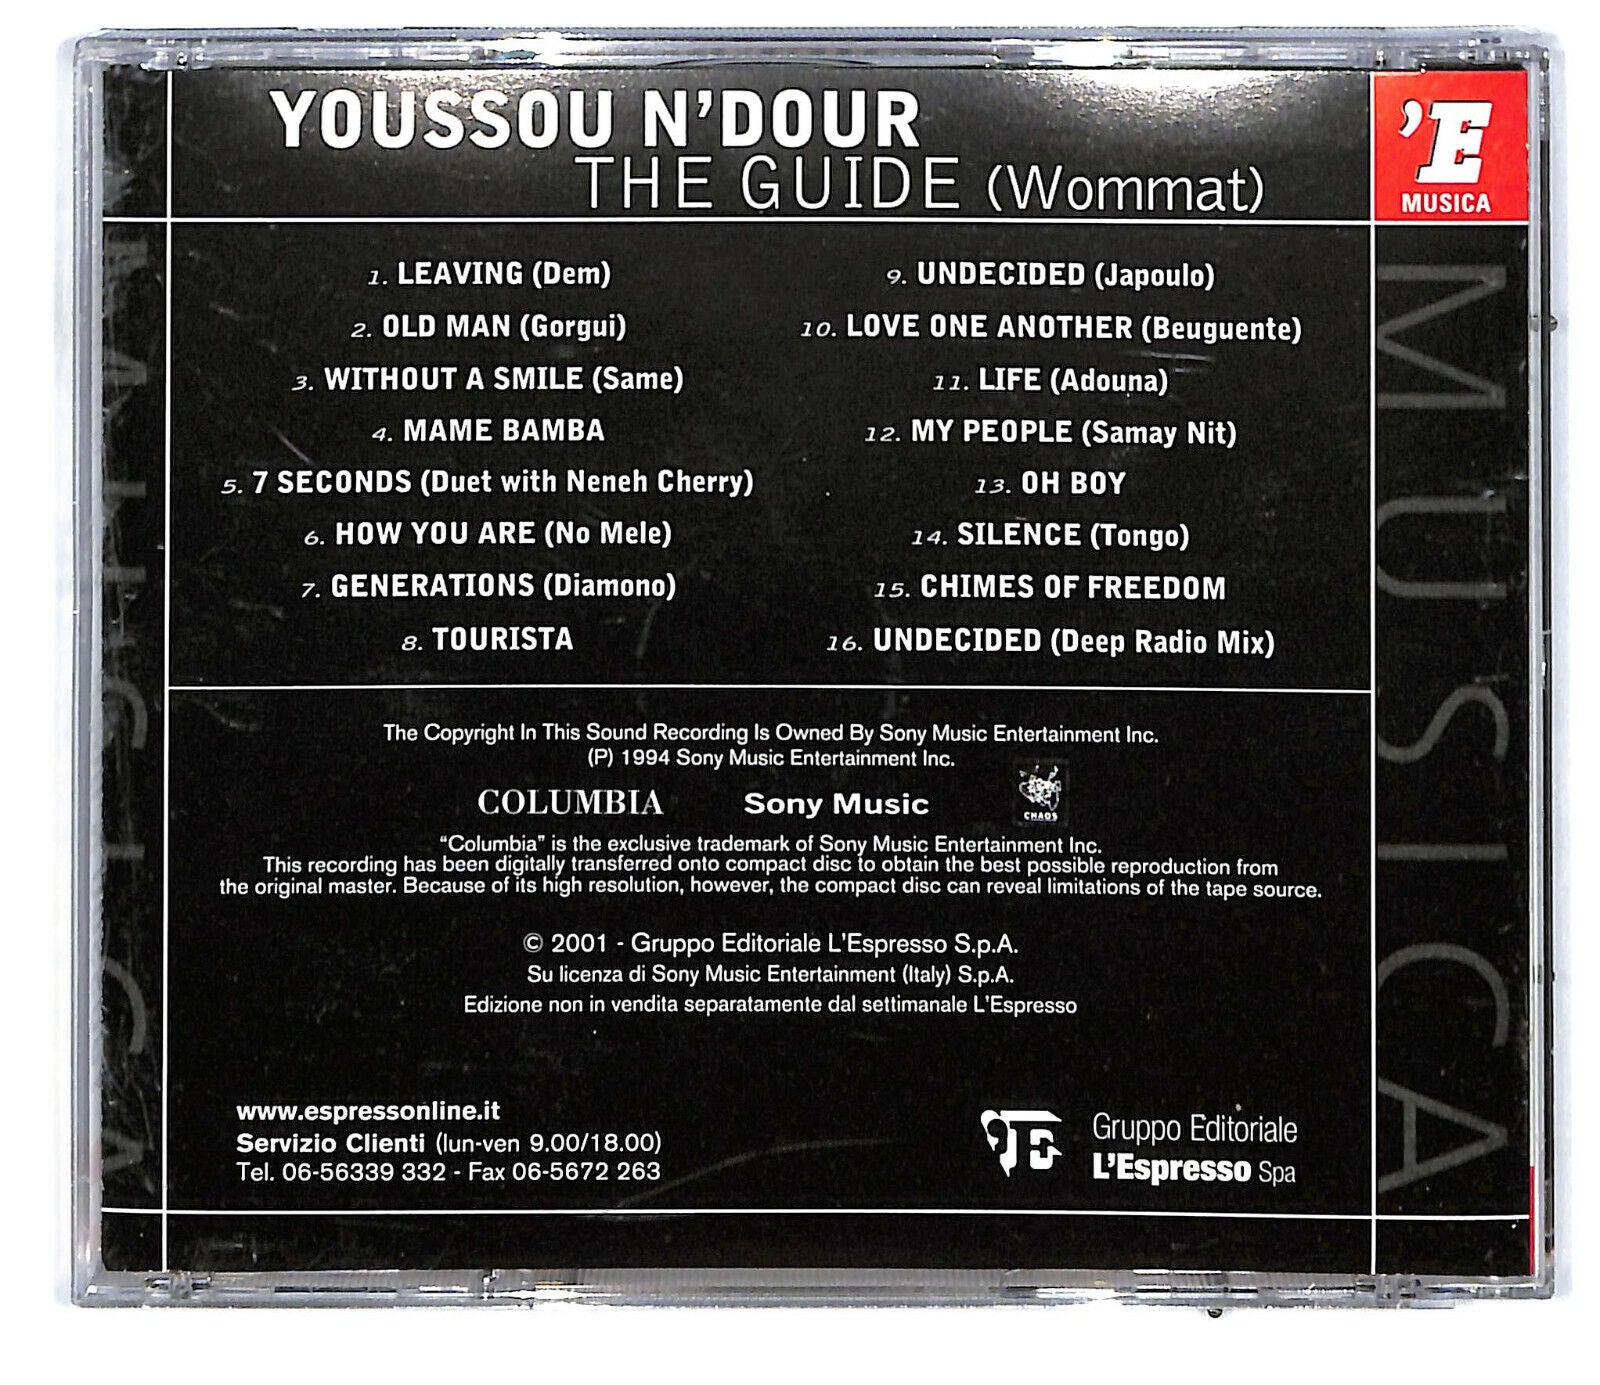 YOUSSOU N'DOUR
THE GUIDE (Wommat)
'E
MUSICA
1. LEAVING (Dem)
2. OLD MAN (Gorgui)
3. WITHOUT A SMILE (Same)
4. MAME BAMBA
5. 7 SECONDS (Duet with Neneh Cherry)
6. HOW YOU ARE (No Mele)
7. GENERATIONS (Diamono)
8. TOURISTA
9. UNDECIDED (Japoulo)
10. LOVE ONE ANOTHER (Beuguente)
11. LIFE (Adouna)
12. MY PEOPLE (Samay Nit)
13. OH BOY
14. SILENCE (Tongo)
15. CHIMES OF FREEDOM
16. UNDECIDED (Deep Radio Mix)
The Copyright In This Sound Recording Is Owned By Sony Music Entertainment Inc.
(P) 1994 Sony Music Entertainment Inc.
COLUMBIA Sony Music CHAOS
“Columbia” is the exclusive trademark of Sony Music Entertainment Inc.
This recording has been digitally transferred onto compact disc to obtain the best possible reproduction from
the original master. Because of its high resolution, however, the compact disc can reveal limitations of the tape source.
© 2001 - Gruppo Editoriale L'Espresso S.p.A.
Su licenza di Sony Music Entertainment (Italy) S.p.A.
Edizione non in vendita separatamente dal settimanale L'Espresso
www.espressonline.it
Servizio Clienti (lun-ven 9.00/18.00)
Tel. 06-56339 332 - Fax 06-5672 263
Gruppo Editoriale
L'Espresso Spa
MUSICA
MUSICA